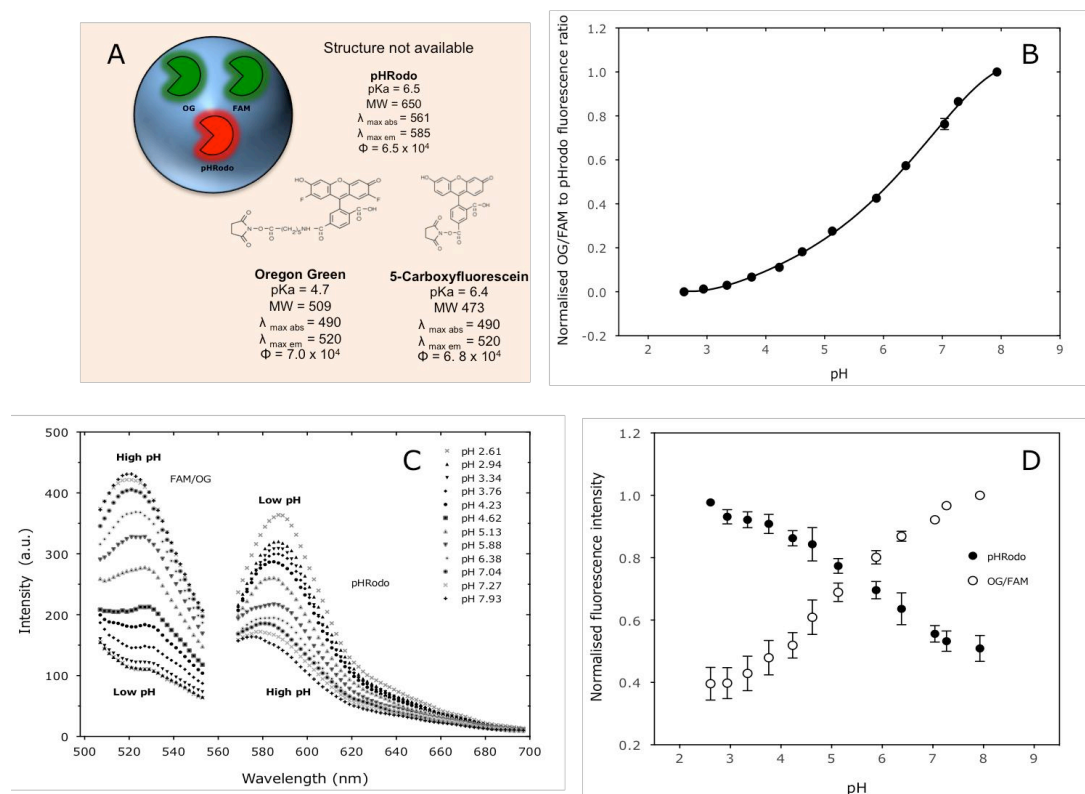 A
OG
FAM
pHRodo
Structure not available
pHRodo
pKa = 6.5
MW = 650
λ max abs = 561
λ max em = 585
Φ = 6.5 x 10⁴
Oregon Green
pKa = 4.7
MW = 509
λ max abs = 490
λ max em = 520
Φ = 7.0 x 10⁴
5-Carboxyfluorescein
pKa = 6.4
MW 473
λ max abs = 490
λ max em = 520
Φ = 6. 8 x 10⁴
B
Normalised OG/FAM to pHrodo fluorescence ratio
1.0
0.8
0.6
0.4
0.2
0.0
-0.2
2 3 4 5 6 7 8 9
pH
C
Intensity (a.u.)
500
400
300
200
100
0
High pH
FAM/OG
Low pH
Low pH
pHRodo
High pH
pH 2.61
pH 2.94
pH 3.34
pH 3.76
pH 4.23
pH 4.62
pH 5.13
pH 5.88
pH 6.38
pH 7.04
pH 7.27
pH 7.93
500 520 540 560 580 600 620 640 660 680 700
Wavelength (nm)
D
Normalised fluorescence intensity
1.2
1.0
0.8
0.6
0.4
0.2
pHRodo
OG/FAM
2 3 4 5 6 7 8 9
pH